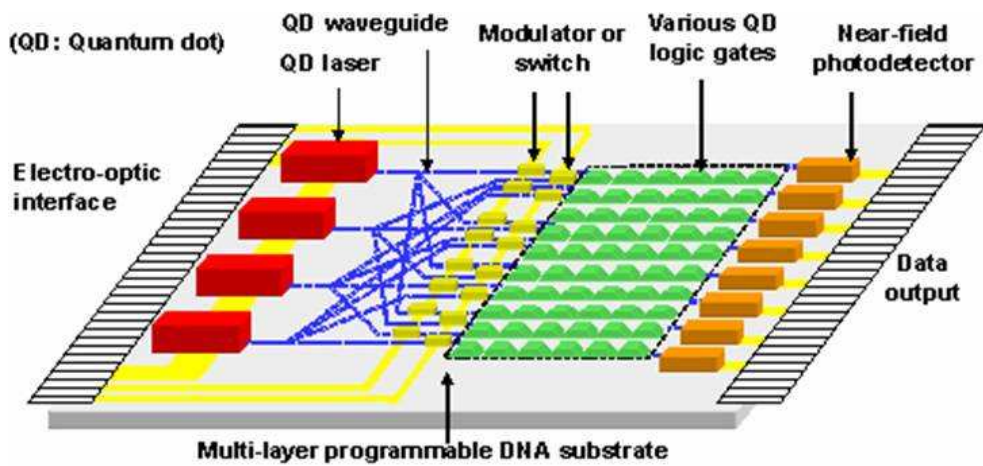 (QD: Quantum dot)
QD waveguide
QD laser
Modulator or
switch
Various QD
logic gates
Near-field
photodetector
Electro-optic
interface
Data
output
Multi-layer programmable DNA substrate